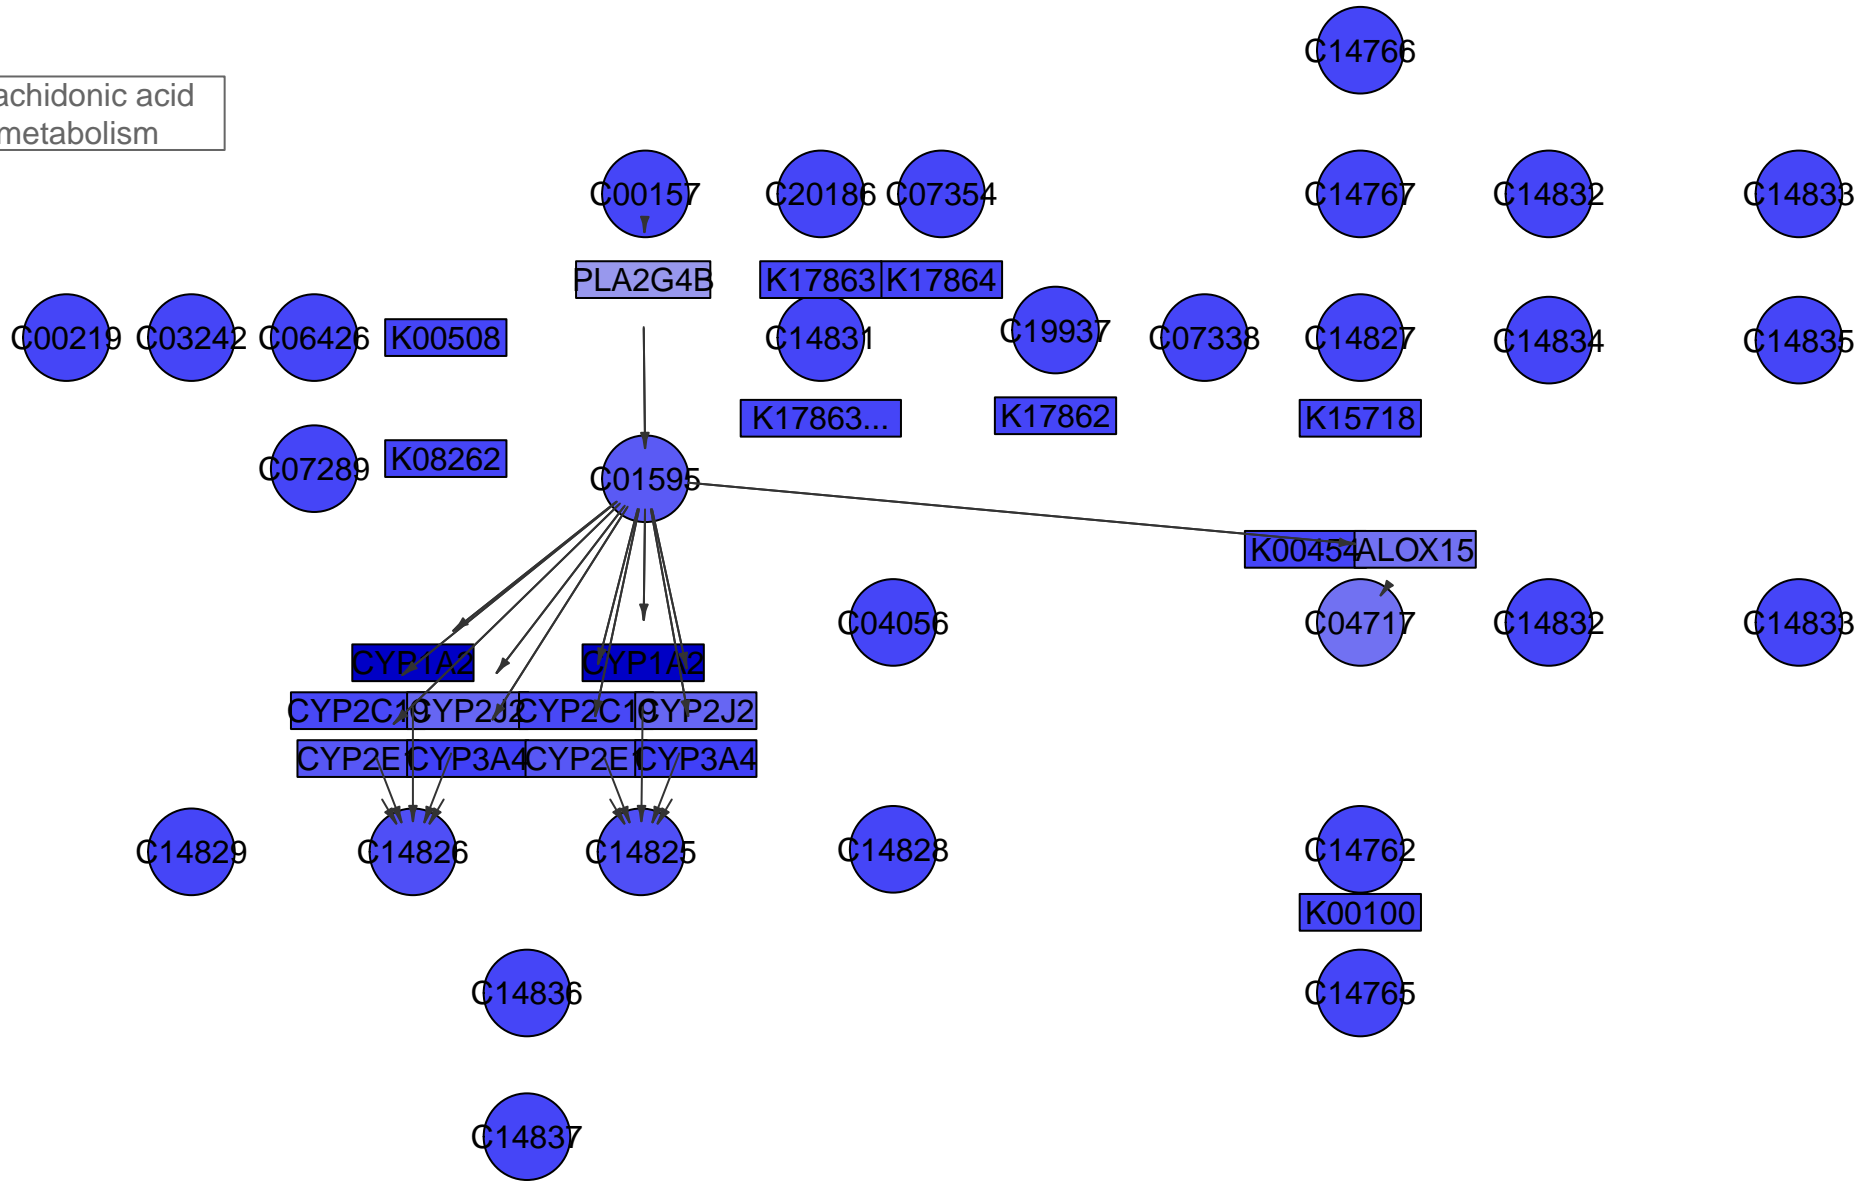 C14766
achidonic acid
metabolism
C00157
C20186
C07354
C14767
C14832
C14833
PLA2G4B
K17863
K17864
C00219
C03242
C06426
K00508
C14831
C19937
C07338
C14827
C14834
C14835
K17863...
K17862
K15718
C07289
K08262
C01595
K00454
ALOX15
C04056
C04717
C14832
C14833
CYP1A2
CYP1A2
CYP2C19
CYP2J2
CYP2C19
CYP2J2
CYP2E1
CYP3A4
CYP2E1
CYP3A4
C14829
C14826
C14825
C14828
C14762
K00100
C14836
C14765
C14837